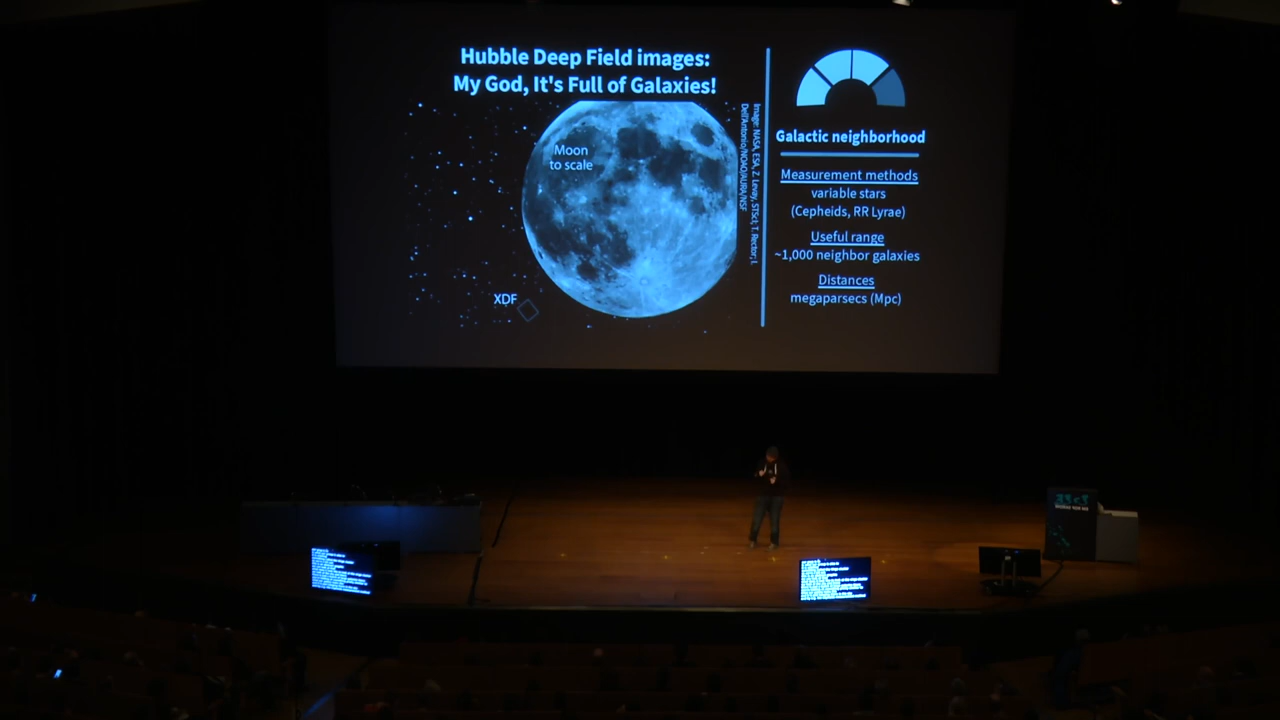 Hubble Deep Field images:
My God, It's Full of Galaxies!
Moon
to scale
XDF
Image: NASA, ESA, Z. Levay, STScI; T. Rector; I.
Dell'Antonio/NOAO/AURA/NSF
Galactic neighborhood
Measurement methods
variable stars
(Cepheids, RR Lyrae)
Useful range
~1,000 neighbor galaxies
Distances
megaparsecs (Mpc)